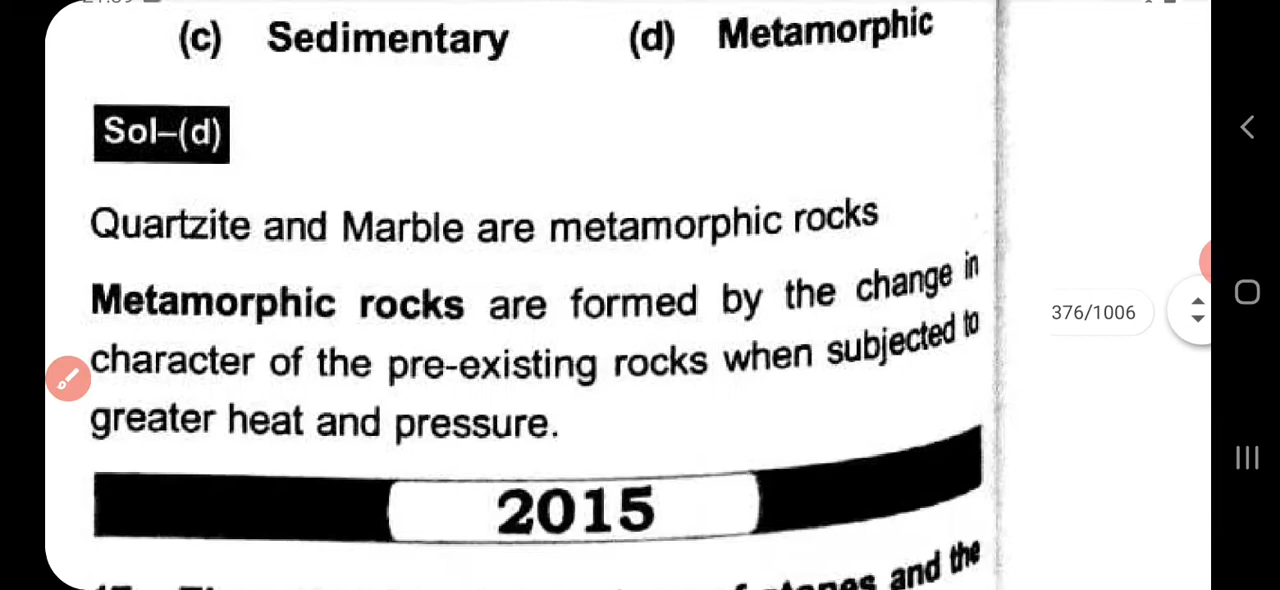 (c) Sedimentary (d) Metamorphic
Sol–(d)
Quartzite and Marble are metamorphic rocks
Metamorphic rocks are formed by the change in
character of the pre-existing rocks when subjected to
greater heat and pressure.
376/1006
2015
and the